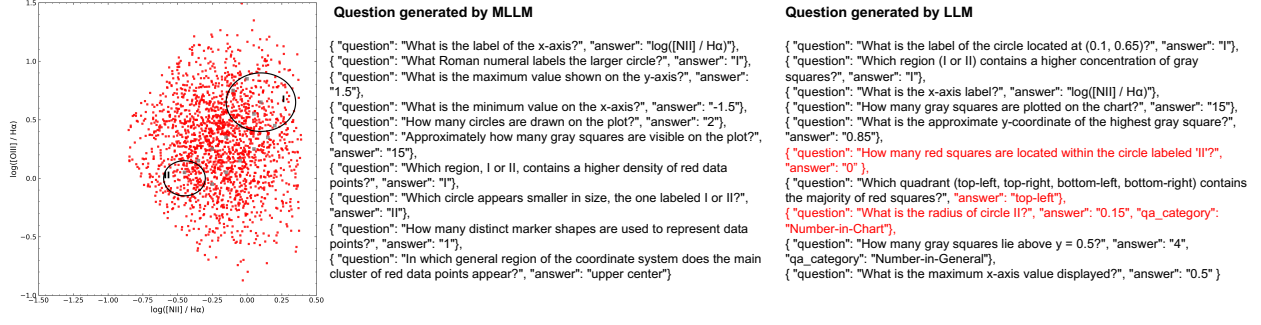 1.5
1.0
0.5
0.0
−0.5
−1.0
log([OIII] / Hα)
−1.50 −1.25 −1.00 −0.75 −0.50 −0.25 0.00 0.25 0.50
log([NII] / Hα)
I
II
Question generated by MLLM
{ "question": "What is the label of the x-axis?", "answer": "log([NII] / Hα)"},
{ "question": "What Roman numeral labels the larger circle?", "answer": "I"},
{ "question": "What is the maximum value shown on the y-axis?", "answer":
"1.5"},
{ "question": "What is the minimum value on the x-axis?", "answer": "-1.5"},
{ "question": "How many circles are drawn on the plot?", "answer": "2"},
{ "question": "Approximately how many gray squares are visible on the plot?",
"answer": "15"},
{ "question": "Which region, I or II, contains a higher density of red data
points?", "answer": "I"},
{ "question": "Which circle appears smaller in size, the one labeled I or II?",
"answer": "II"},
{ "question": "How many distinct marker shapes are used to represent data
points?", "answer": "1"},
{ "question": "In which general region of the coordinate system does the main
cluster of red data points appear?", "answer": "upper center"}
Question generated by LLM
{ "question": "What is the label of the circle located at (0.1, 0.65)?", "answer": "I"},
{ "question": "Which region (I or II) contains a higher concentration of gray
squares?", "answer": "I"},
{ "question": "What is the x-axis label?", "answer": "log([NII] / Hα)"},
{ "question": "How many gray squares are plotted on the chart?", "answer": "15"},
{ "question": "What is the approximate y-coordinate of the highest gray square?",
"answer": "0.85"},
{ "question": "How many red squares are located within the circle labeled 'II'?",
"answer": "0” },
{ "question": "Which quadrant (top-left, top-right, bottom-left, bottom-right) contains
the majority of red squares?", "answer": "top-left"},
{ "question": "What is the radius of circle II?", "answer": "0.15", "qa_category":
"Number-in-Chart"},
{ "question": "How many gray squares lie above y = 0.5?", "answer": "4",
"qa_category": "Number-in-General"},
{ "question": "What is the maximum x-axis value displayed?", "answer": "0.5" }